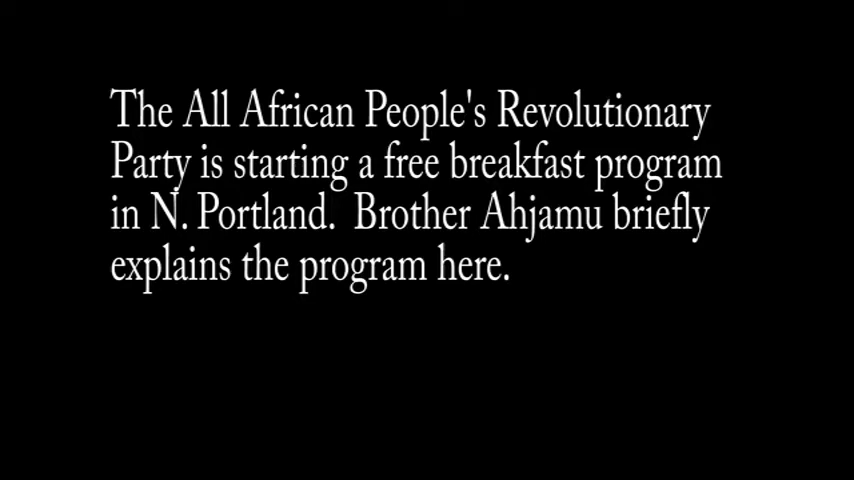 The All African People's Revolutionary
Party is starting a free breakfast program
in N. Portland.  Brother Ahjamu briefly
explains the program here.